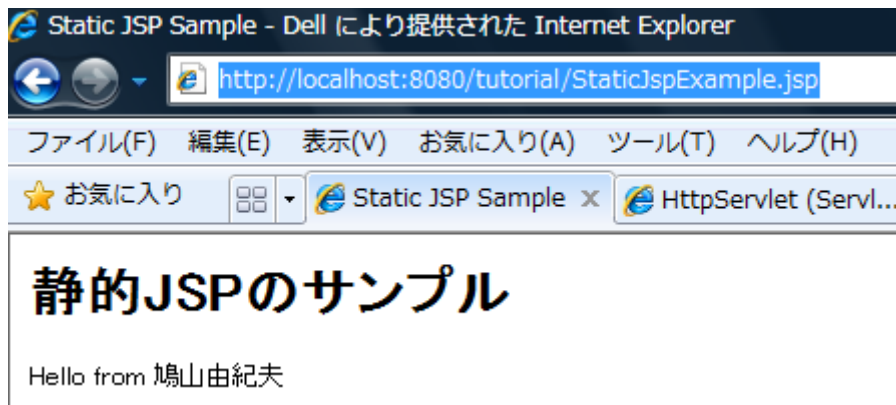 Static JSP Sample - Dell により提供された Internet Explorer
http://localhost:8080/tutorial/StaticJspExample.jsp
ファイル(F) 編集(E) 表示(V) お気に入り(A) ツール(T) ヘルプ(H)
お気に入り Static JSP Sample HttpServlet (Servl...
静的JSPのサンプル
Hello from 鳩山由紀夫